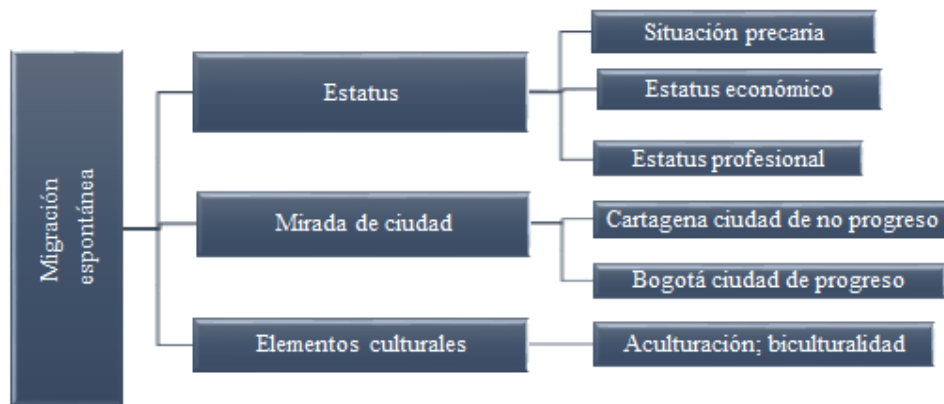 Migración
espontánea
Estatus
Situación precaria
Estatus económico
Estatus profesional
Mirada de ciudad
Cartagena ciudad de no progreso
Bogotá ciudad de progreso
Elementos culturales
Aculturación; biculturalidad